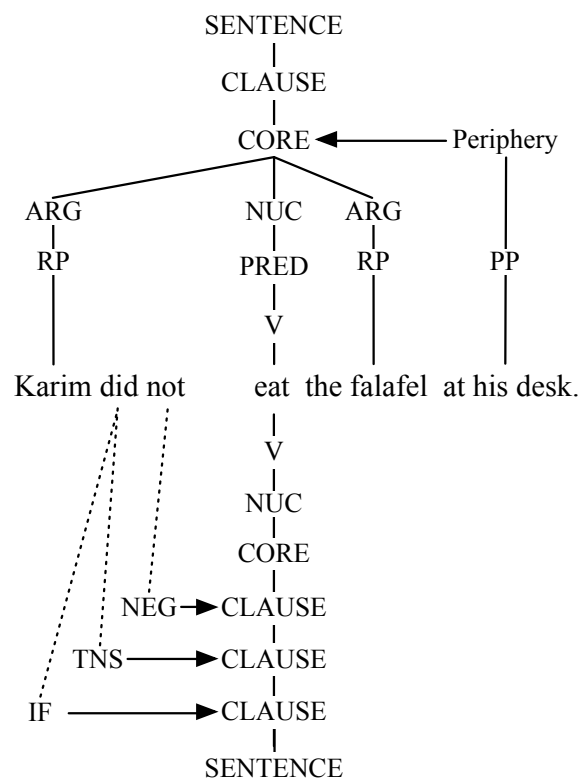 SENTENCE
CLAUSE
CORE Periphery
ARG NUC ARG
RP PRED RP PP
V
Karim did not eat the falafel at his desk.
V
NUC
CORE
NEG CLAUSE
TNS CLAUSE
IF CLAUSE
SENTENCE